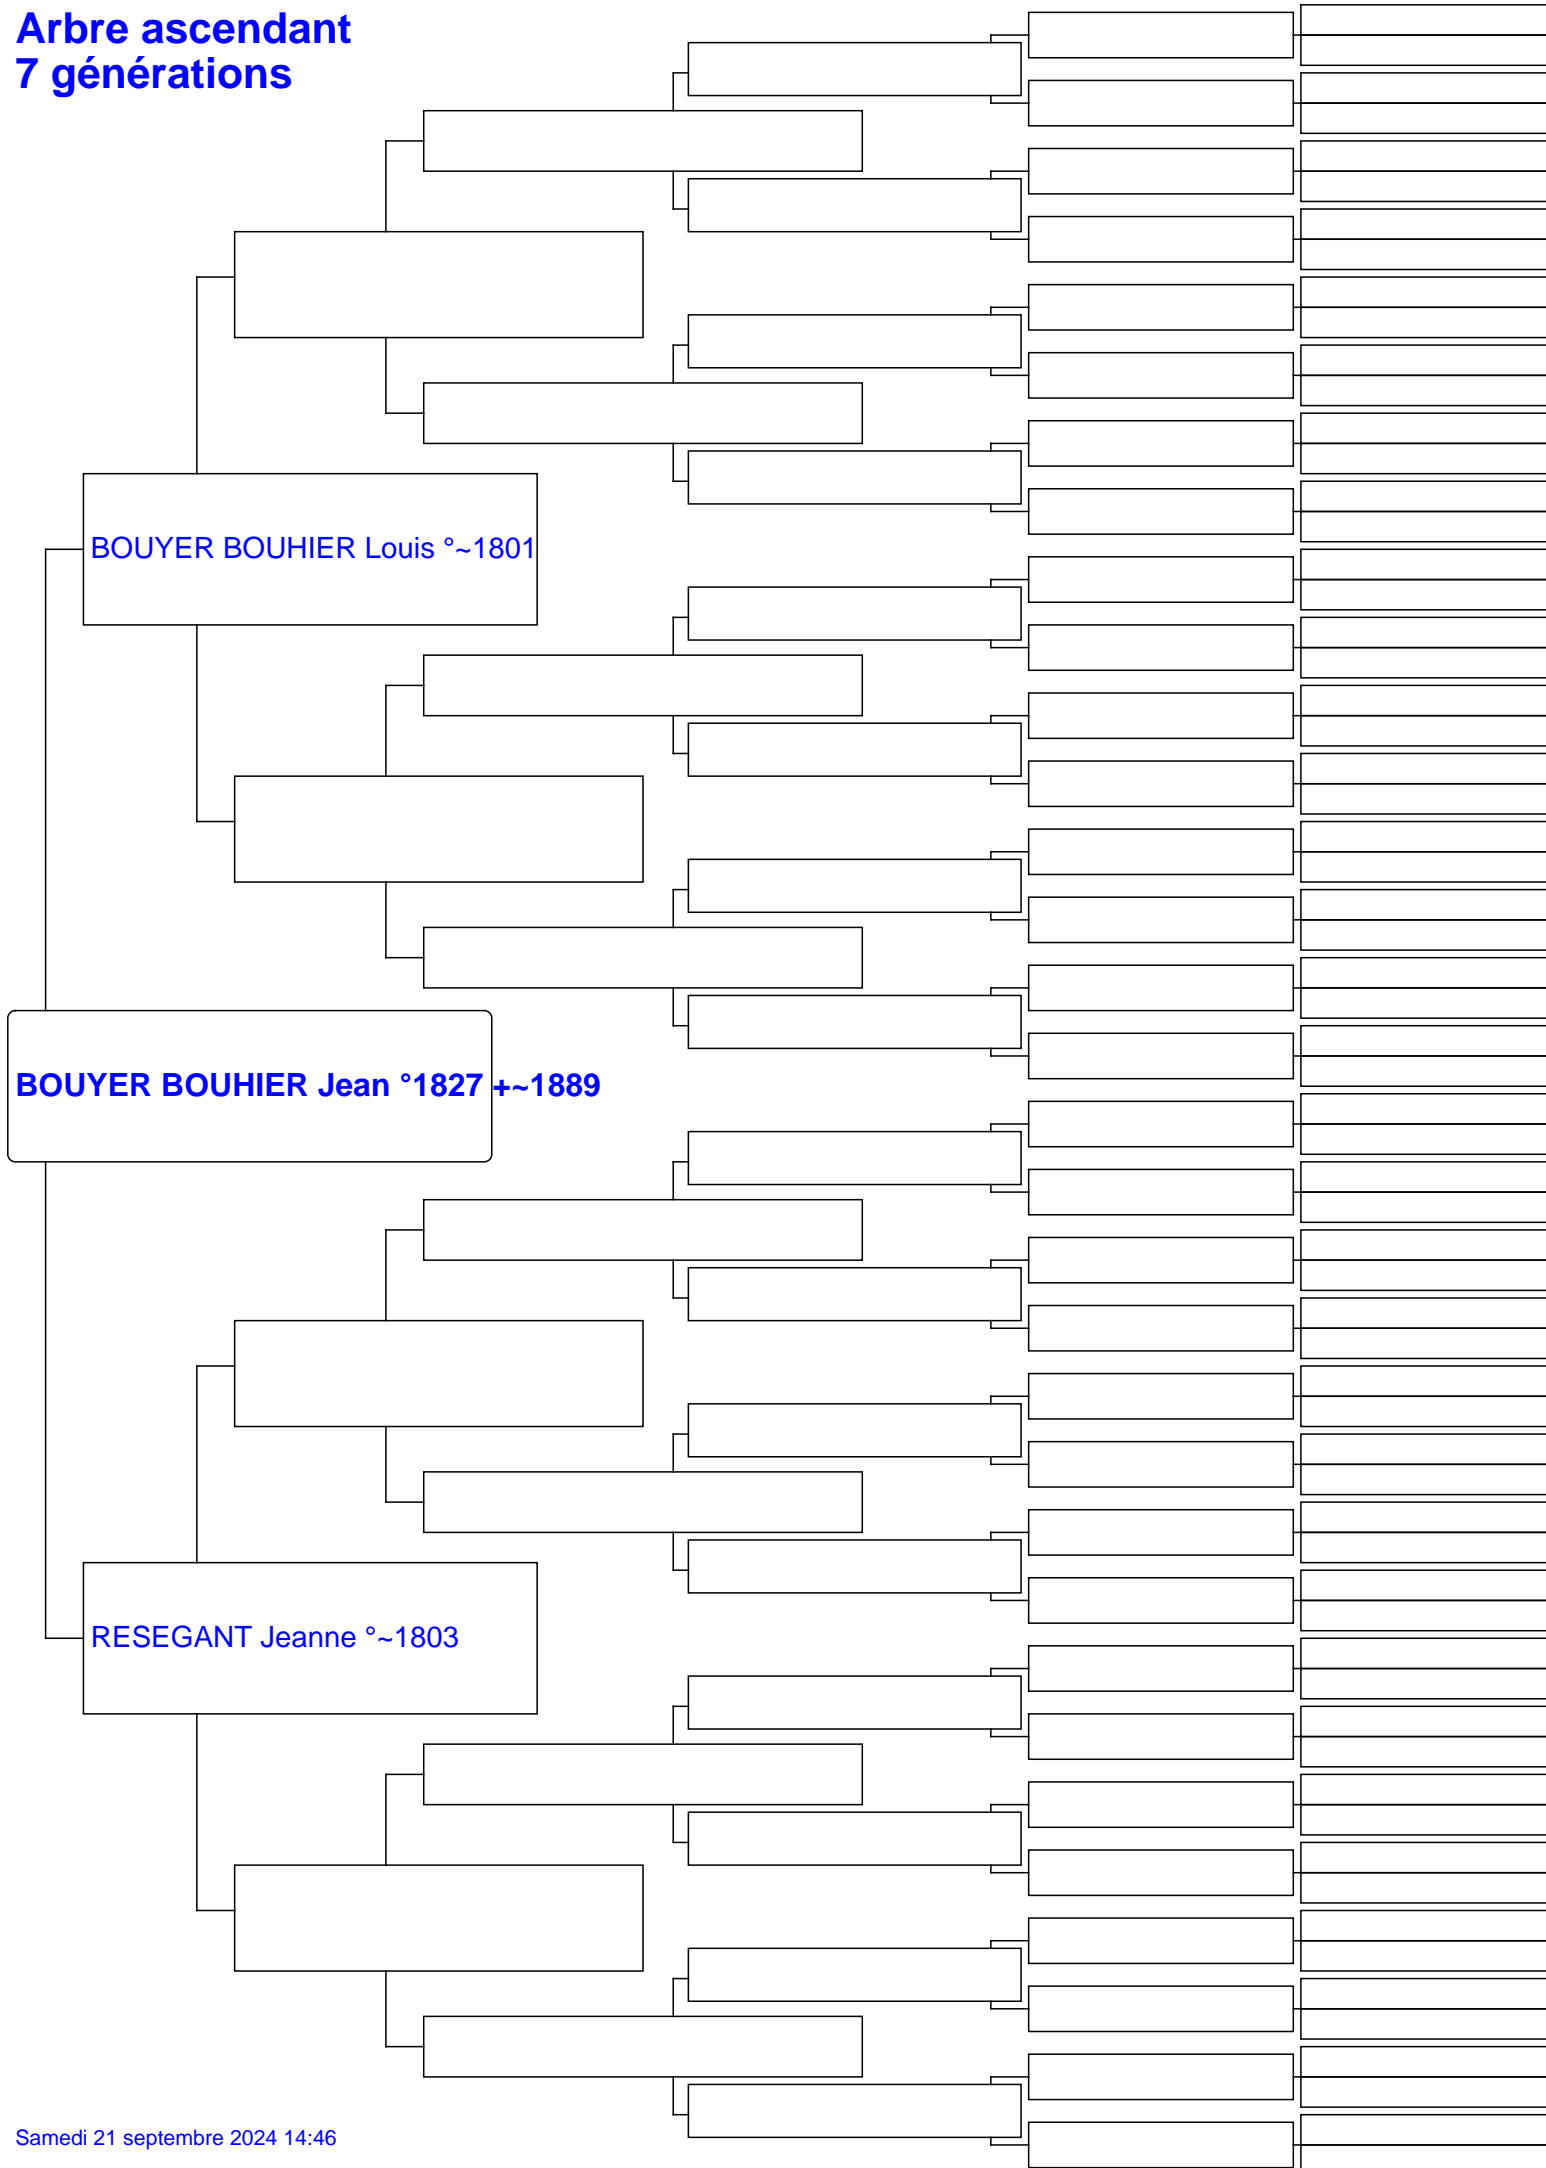 Arbre ascendant
7 générations
BOUYER BOUHIER Louis °~1801
BOUYER BOUHIER Jean °1827 +~1889
RESEGANT Jeanne °~1803
Samedi 21 septembre 2024 14:46